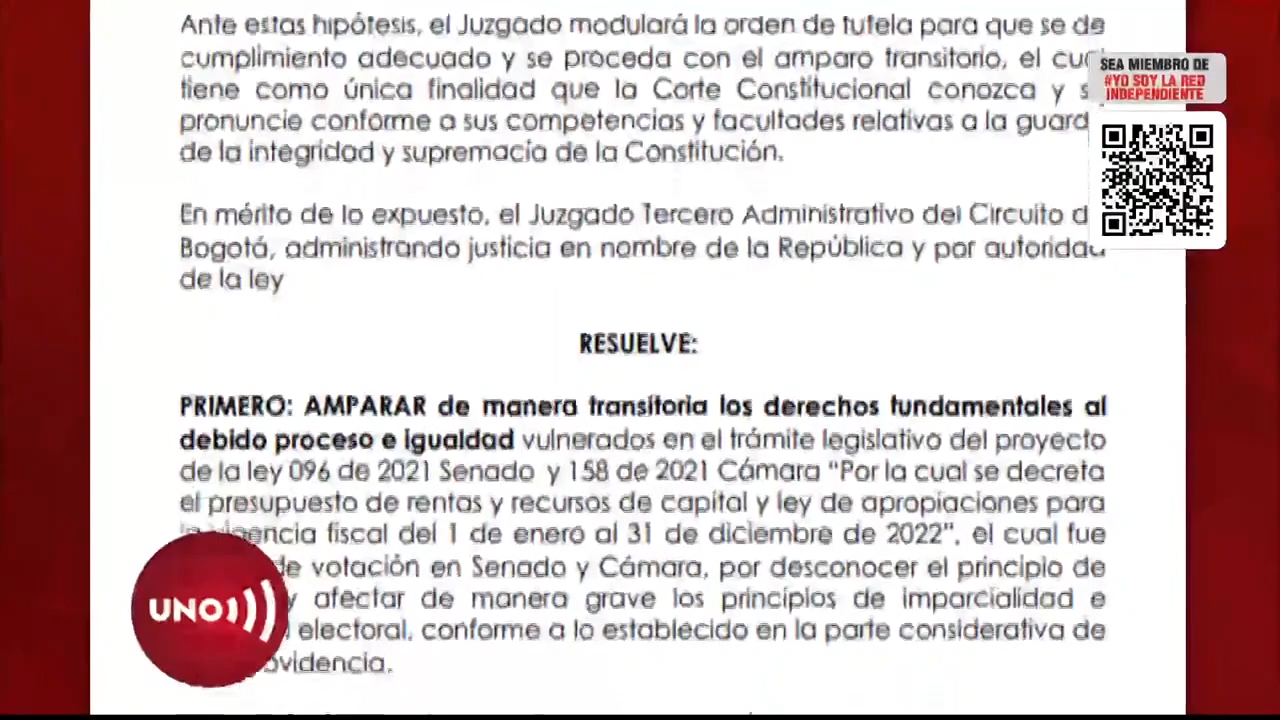 Ante estas hipótesis, el Juzgado modulará la orden de tutela para que se de
cumplimiento adecuado y se proceda con el amparo transitorio, el cu
tiene como única finalidad que la Corte Constitucional conozca y s
pronuncie conforme a sus competencias y facultades relativas a la guard
de la integridad y supremacía de la Constitución.
SEA MIEMBRO DE
#YO SOY LA RED
INDEPENDIENTE
En mérito de lo expuesto, el Juzgado Tercero Administrativo del Circuito d
Bogotá, administrando justicia en nombre de la República y por autoridad
de la ley
RESUELVE:
PRIMERO: AMPARAR de manera transitoria los derechos fundamentales al
debido proceso e igualdad vulnerados en el trámite legislativo del proyecto
de la ley 096 de 2021 Senado y 158 de 2021 Cámara "Por la cual se decreta
el presupuesto de rentas y recursos de capital y ley de apropiaciones para
la vigencia fiscal del 1 de enero al 31 de diciembre de 2022", el cual fue
de votación en Senado y Cámara, por desconocer el principio de
y afectar de manera grave los principios de imparcialidad e
electoral, conforme a lo establecido en la parte considerativa de
ovidencia.
UNO